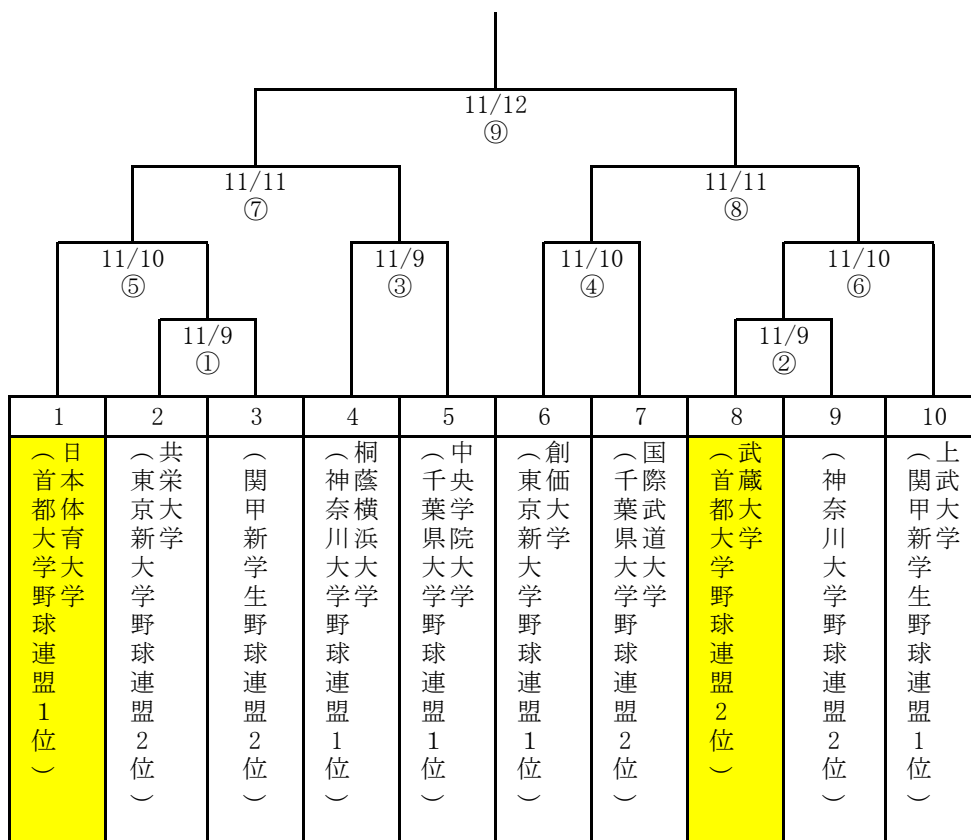 11/12
⑨
11/11
⑦
11/11
⑧
11/10
⑤
11/9
③
11/10
④
11/10
⑥
11/9
①
11/9
②
1
2
3
4
5
6
7
8
9
10
日本体育大学
（首都大学野球連盟1位）
共栄大学
（東京新大学野球連盟2位）
（関甲新学生野球連盟2位）
桐蔭横浜大学
（神奈川大学野球連盟1位）
中央学院大学
（千葉県大学野球連盟1位）
創価大学
（東京新大学野球連盟1位）
国際武道大学
（千葉県大学野球連盟2位）
武蔵大学
（首都大学野球連盟2位）
（神奈川大学野球連盟2位）
上武大学
（関甲新学生野球連盟1位）